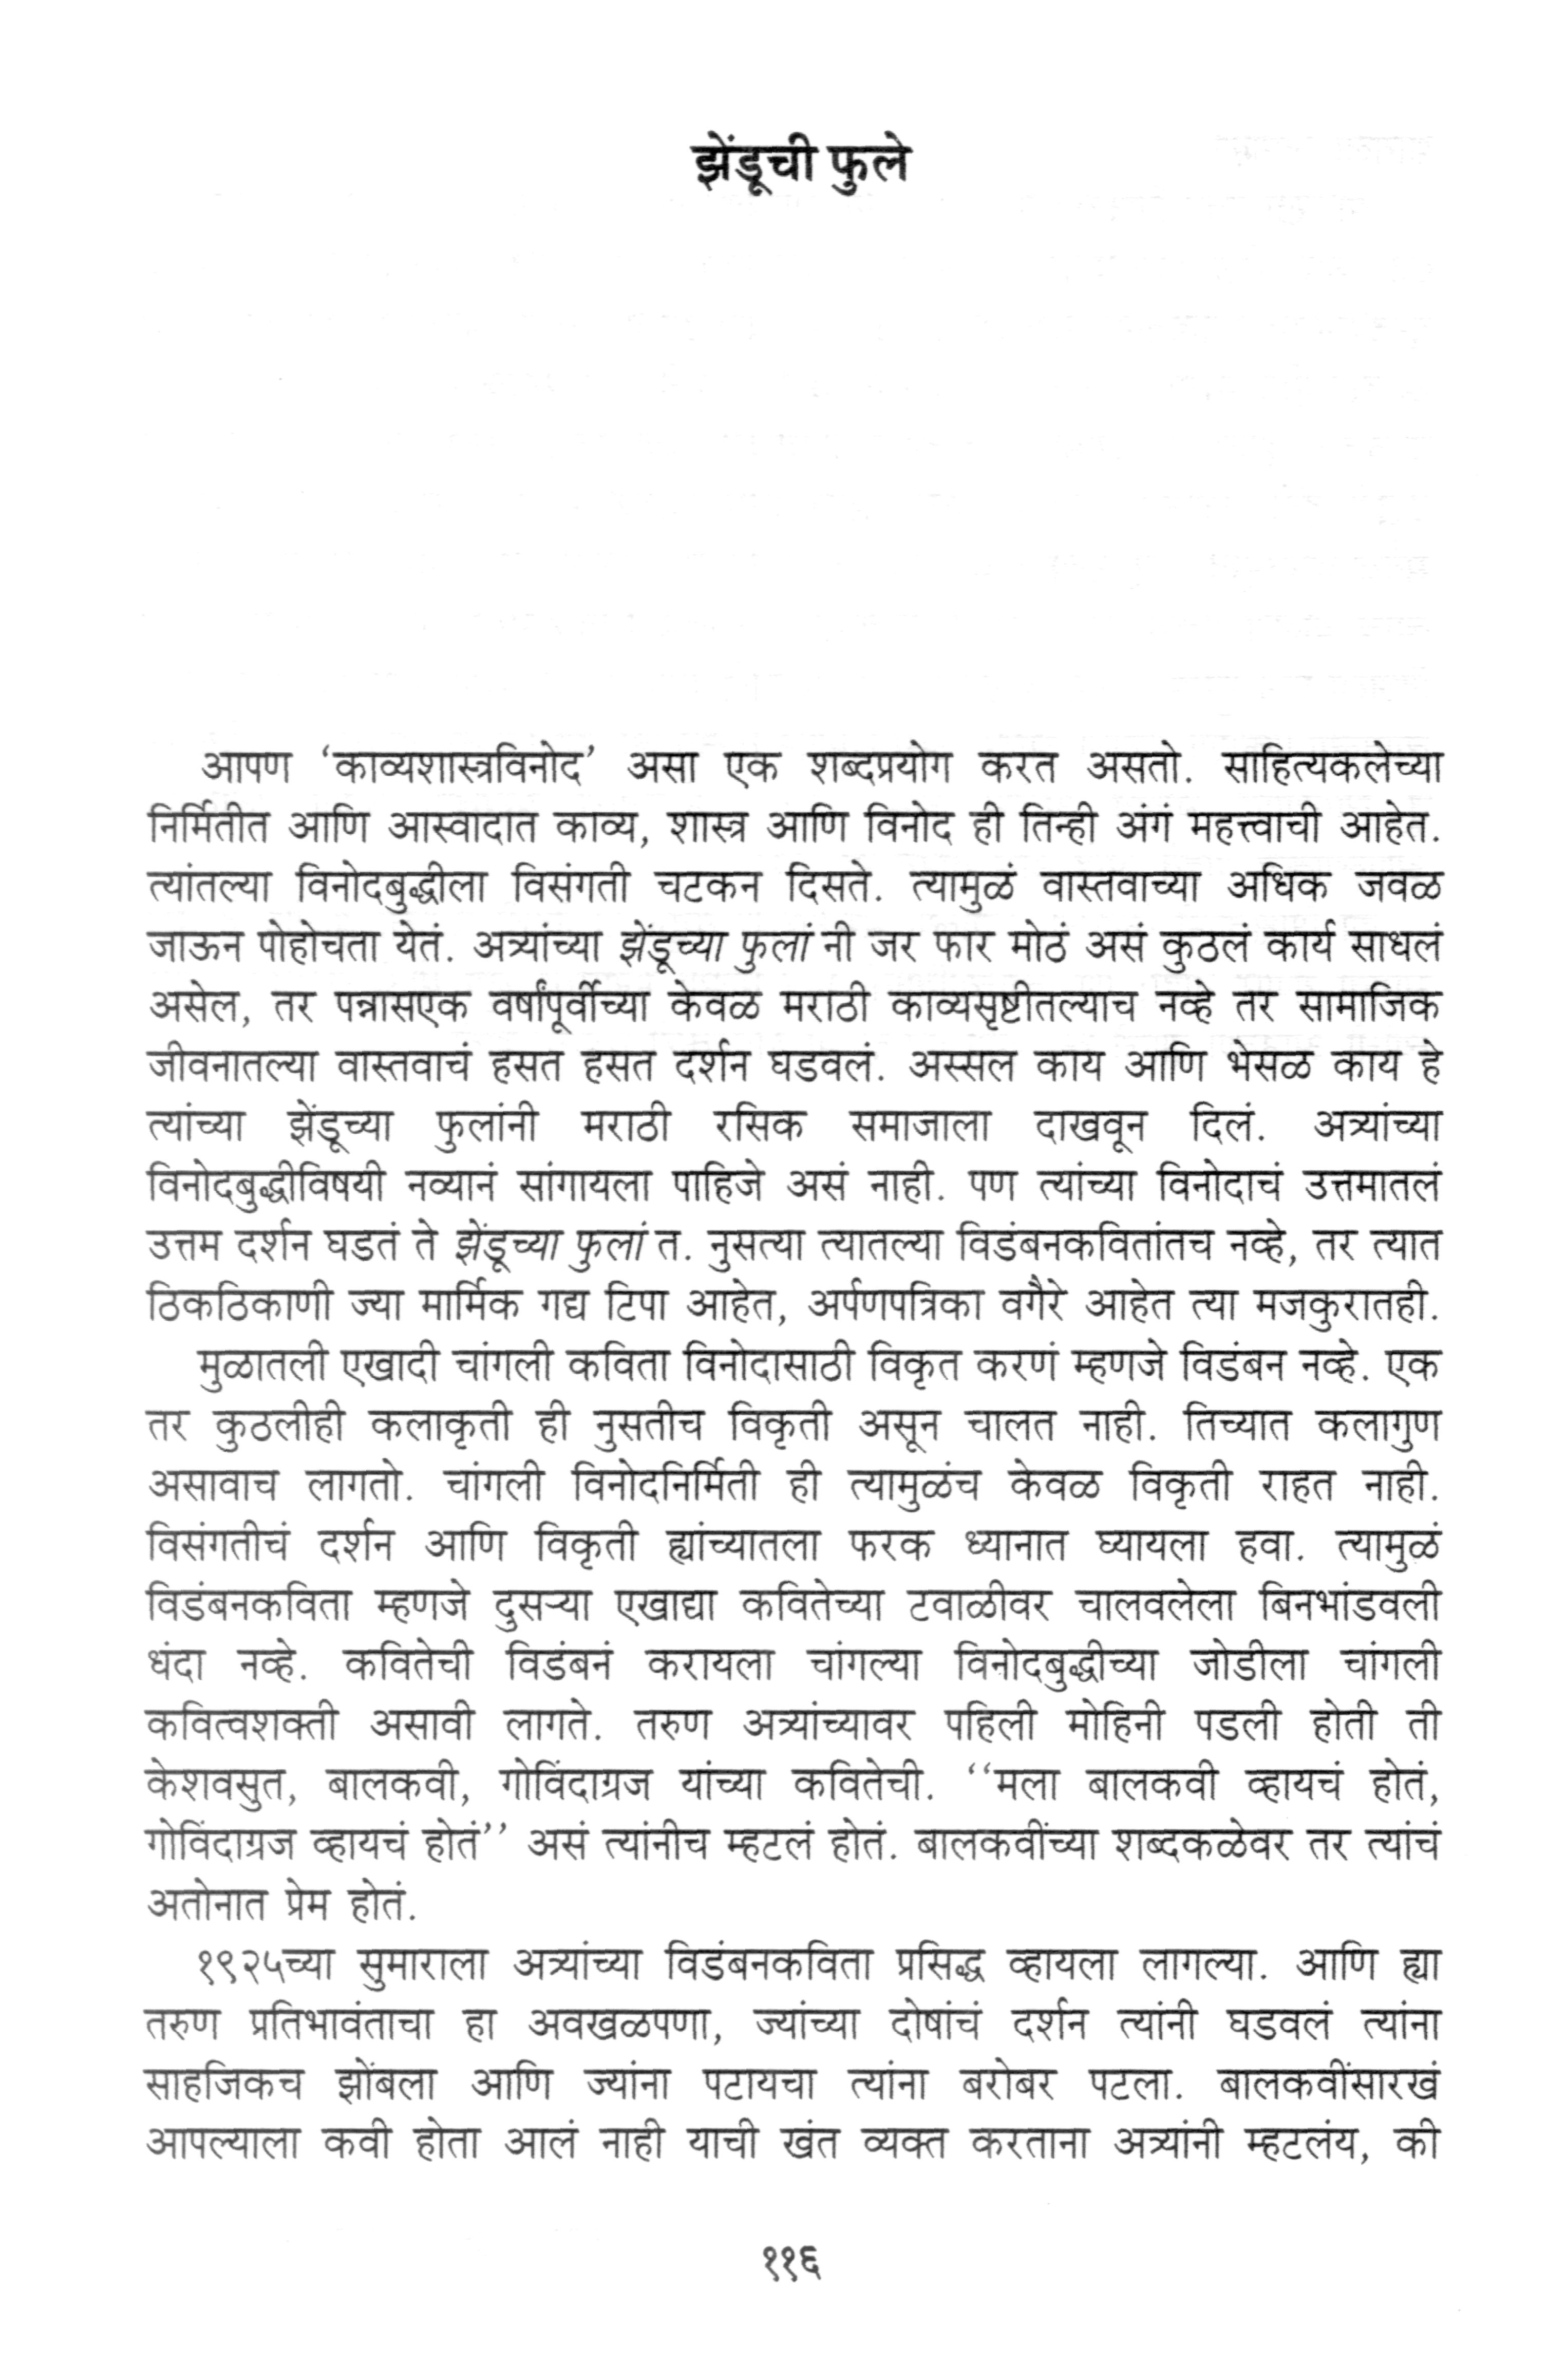 झेंडूची फुले
आपण ‘काव्यशास्त्रविनोद’ असा एक शब्दप्रयोग करत असतो. साहित्यकलेच्या
निर्मितीत आणि आस्वादात काव्य, शास्त्र आणि विनोद ही तिन्ही अंगं महत्त्वाची आहेत.
त्यांतल्या विनोदबुद्धीला विसंगती चटकन दिसते. त्यामुळं वास्तवाच्या अधिक जवळ
जाऊन पोहोचता येतं. अत्र्यांच्या झेंडूच्या फुलां नी जर फार मोठं असं कुठलं कार्य साधलं
असेल, तर पन्नासएक वर्षांपूर्वीच्या केवळ मराठी काव्यसृष्टीतल्याच नव्हे तर सामाजिक
जीवनातल्या वास्तवाचं हसत हसत दर्शन घडवलं. अस्सल काय आणि भेसळ काय हे
त्यांच्या झेंडूच्या फुलांनी मराठी रसिक समाजाला दाखवून दिलं. अत्र्यांच्या
विनोदबुद्धीविषयी नव्यानं सांगायला पाहिजे असं नाही. पण त्यांच्या विनोदाचं उत्तमातलं
उत्तम दर्शन घडतं ते झेंडूच्या फुलां त. नुसत्या त्यातल्या विडंबनकवितांतच नव्हे, तर त्यात
ठिकठिकाणी ज्या मार्मिक गद्य टिपा आहेत, अर्पणपत्रिका वगैरे आहेत त्या मजकुरातही.
मुळातली एखादी चांगली कविता विनोदासाठी विकृत करणं म्हणजे विडंबन नव्हे. एक
तर कुठलीही कलाकृती ही नुसतीच विकृती असून चालत नाही. तिच्यात कलागुण
असावाच लागतो. चांगली विनोदनिर्मिती ही त्यामुळंच केवळ विकृती राहत नाही.
विसंगतीचं दर्शन आणि विकृती ह्यांच्यातला फरक ध्यानात घ्यायला हवा. त्यामुळं
विडंबनकविता म्हणजे दुसऱ्या एखाद्या कवितेच्या टवाळीवर चालवलेला बिनभांडवली
धंदा नव्हे. कवितेची विडंबनं करायला चांगल्या विनोदबुद्धीच्या जोडीला चांगली
कवित्वशक्ती असावी लागते. तरुण अत्र्यांच्यावर पहिली मोहिनी पडली होती ती
केशवसुत, बालकवी, गोविंदाग्रज यांच्या कवितेची. ‘‘मला बालकवी व्हायचं होतं,
गोविंदाग्रज व्हायचं होतं’’ असं त्यांनीच म्हटलं होतं. बालकवींच्या शब्दकळेवर तर त्यांचं
अतोनात प्रेम होतं.
१९२५च्या सुमाराला अत्र्यांच्या विडंबनकविता प्रसिद्ध व्हायला लागल्या. आणि ह्या
तरुण प्रतिभावंताचा हा अवखळपणा, ज्यांच्या दोषांचं दर्शन त्यांनी घडवलं त्यांना
साहजिकच झोंबला आणि ज्यांना पटायचा त्यांना बरोबर पटला. बालकवींसारखं
आपल्याला कवी होता आलं नाही याची खंत व्यक्त करताना अत्र्यांनी म्हटलंय, की
११६